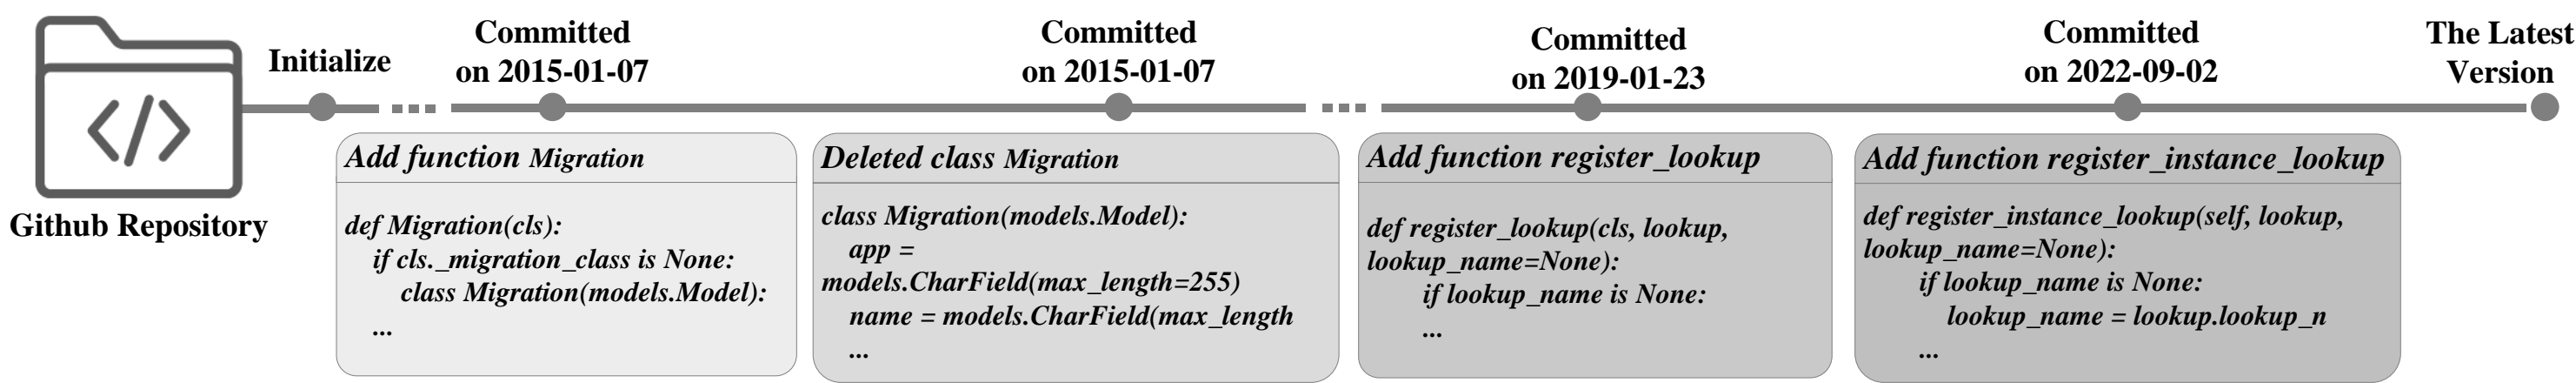 Github Repository
Initialize
Committed
on 2015-01-07
Committed
on 2015-01-07
Committed
on 2019-01-23
Committed
on 2022-09-02
The Latest
Version
</>
Add function Migration
def Migration(cls):
if cls._migration_class is None:
class Migration(models.Model):
...
Deleted class Migration
class Migration(models.Model):
app =
models.CharField(max_length=255)
name = models.CharField(max_length
...
Add function register_lookup
def register_lookup(cls, lookup,
lookup_name=None):
if lookup_name is None:
...
Add function register_instance_lookup
def register_instance_lookup(self, lookup,
lookup_name=None):
if lookup_name is None:
lookup_name = lookup.lookup_n
...